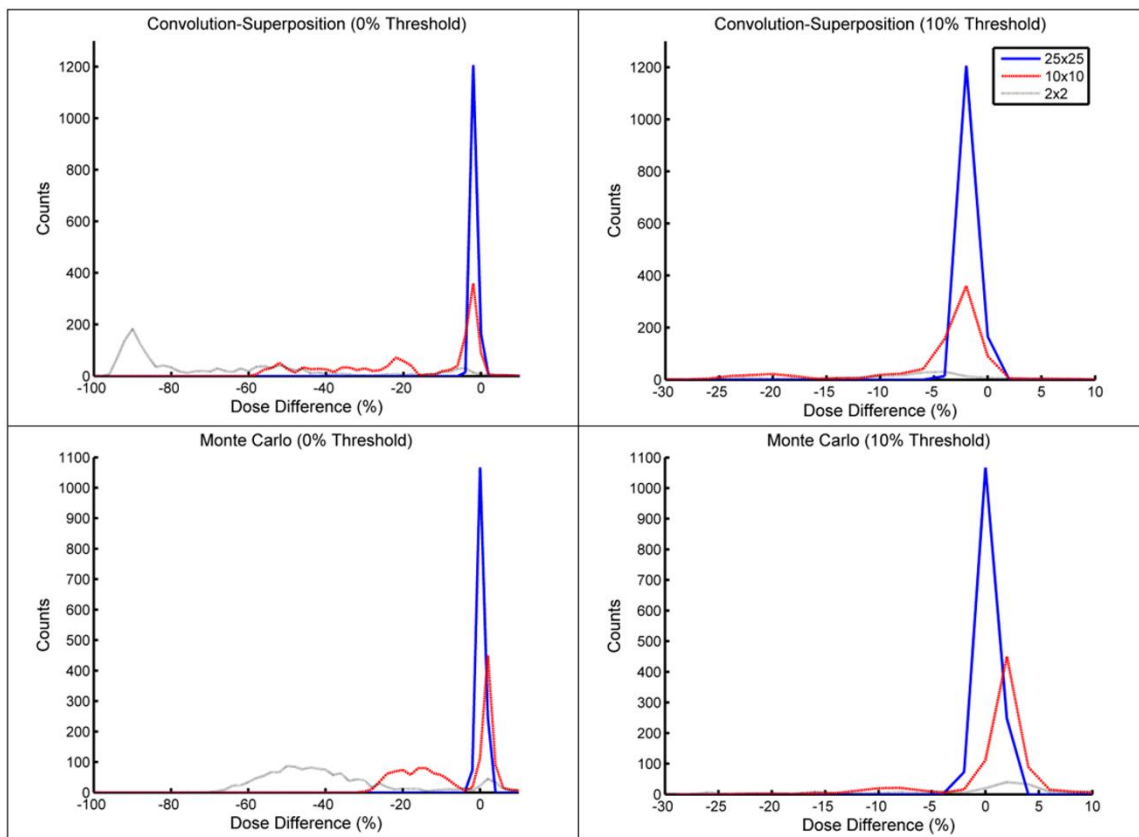 Convolution-Superposition (0% Threshold)
1200
1000
800
600
400
200
0
Counts
-100 -80 -60 -40 -20 0
Dose Difference (%)
Convolution-Superposition (10% Threshold)
25x25
10x10
2x2
1200
1000
800
600
400
200
0
Counts
-30 -25 -20 -15 -10 -5 0 5 10
Dose Difference (%)
Monte Carlo (0% Threshold)
1100
1000
900
800
700
600
500
400
300
200
100
0
Counts
-100 -80 -60 -40 -20 0
Dose Difference (%)
Monte Carlo (10% Threshold)
1100
1000
900
800
700
600
500
400
300
200
100
0
Counts
-30 -25 -20 -15 -10 -5 0 5 10
Dose Difference (%)